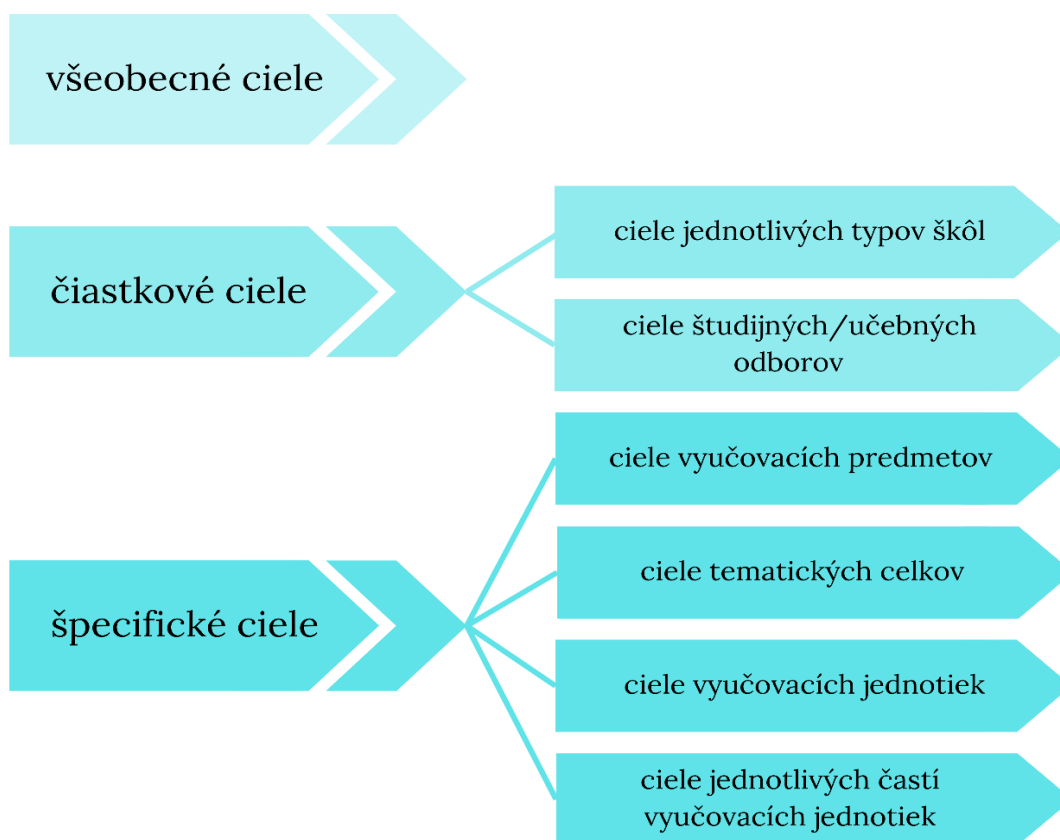 všeobecné ciele
čiastkové ciele
ciele jednotlivých typov škôl
ciele študijných/učebných
odborov
špecifické ciele
ciele vyučovacích predmetov
ciele tematických celkov
ciele vyučovacích jednotiek
ciele jednotlivých častí
vyučovacích jednotiek